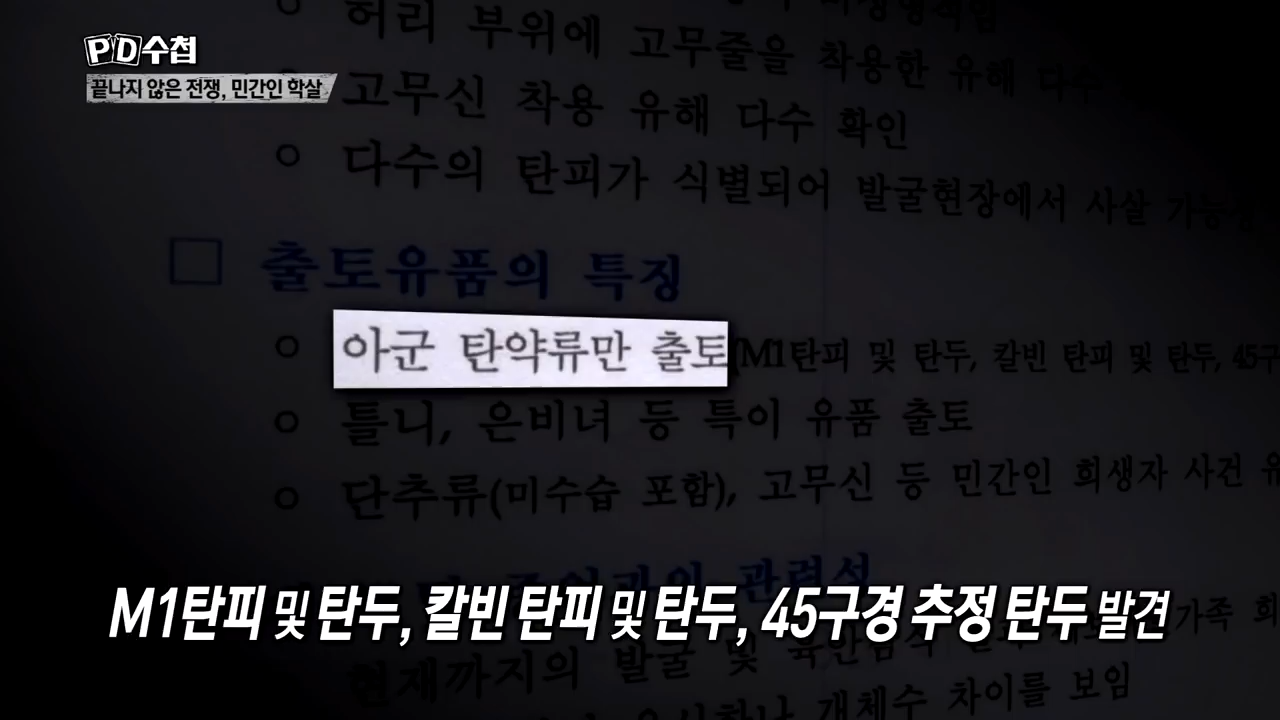 PD수첩
끝나지 않은 전쟁, 민간인 학살
허리 부위에 고무줄을 착용한 유해 다수
고무신 착용 유해 다수 확인
다수의 탄피가 식별되어 발굴현장에서 사살
출토유품의 특징
아군 탄약류만 출토(M1탄피 및 탄두, 칼빈 탄피 및 탄두, 45구
틀니, 은비녀 등 특이 유품 출토
단추류(미수습 포함), 고무신 등 민간인 희생자 사건
관련성
M1탄피 및 탄두, 칼빈 탄피 및 탄두, 45구경 추정 탄두 발견
현재까지의 발굴 및
개체수 차이를 보임